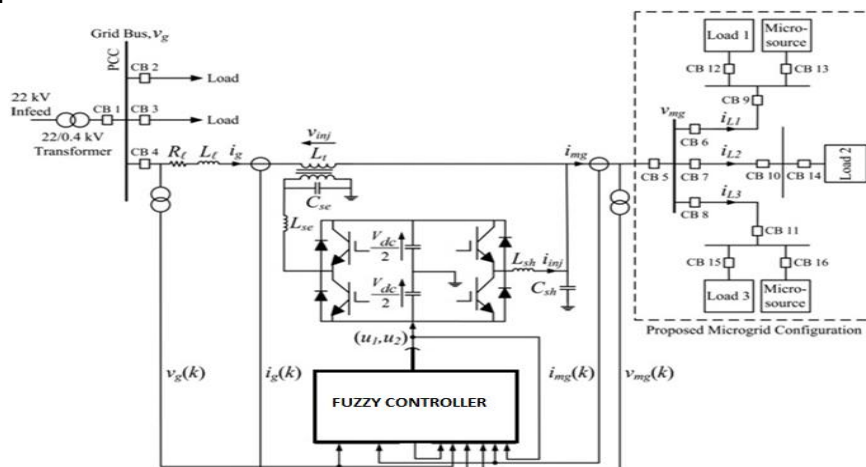 Grid Bus, vg
PCC
CB 2
Load
22 kV
Infeed
CB 1
CB 3
Load
22/0.4 kV
Transformer
CB 4
Rℓ
Lℓ
ig
vinj
Lt
Cse
Lse
Vdc
2
Vdc
2
Lsh
iinj
Csh
img
(u1,u2)
vg(k)
ig(k)
img(k)
vmg(k)
FUZZY CONTROLLER
Load 1
Micro-
source
CB 12
CB 13
CB 9
vmg
iL1
CB 6
iL2
CB 5
CB 7
CB 10
CB 14
Load 2
iL3
CB 8
CB 11
CB 15
CB 16
Load 3
Micro-
source
Proposed Microgrid Configuration